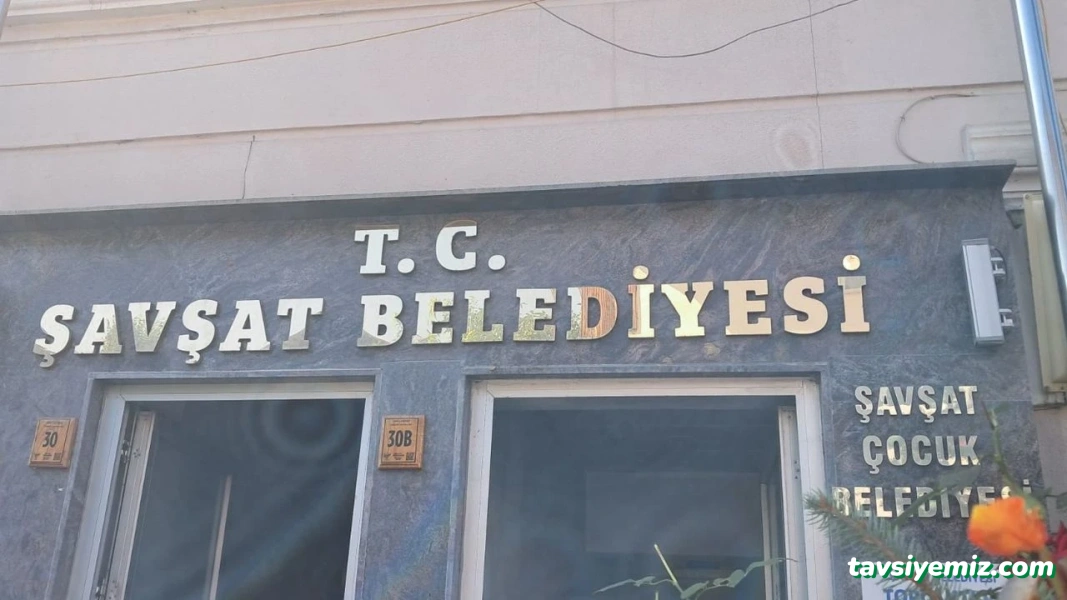 T. C.
ŞAVŞAT BELEDİYESİ
30
30B
ŞAVŞAT
ÇOCUK
BELEDİYESİ
tavsiyemiz.com